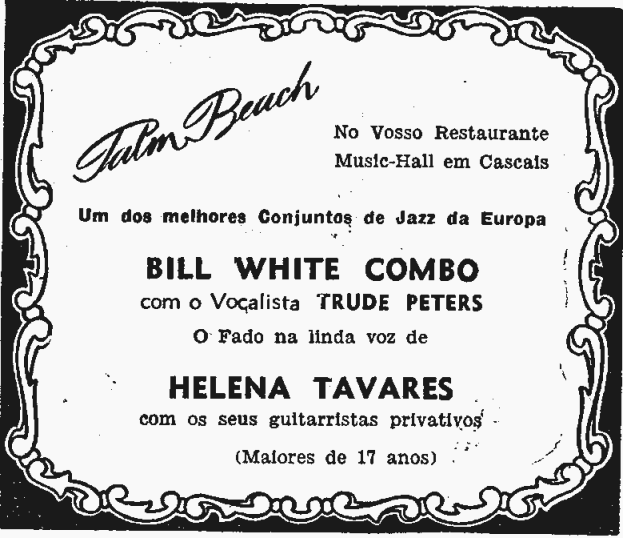 Palm Beach
No Vosso Restaurante
Music-Hall em Cascais
Um dos melhores Conjuntos de Jazz da Europa
BILL WHITE COMBO
com o Voçalista TRUDE PETERS
O Fado na linda voz de
HELENA TAVARES
com os seus guitarristas privativos
(Maiores de 17 anos)